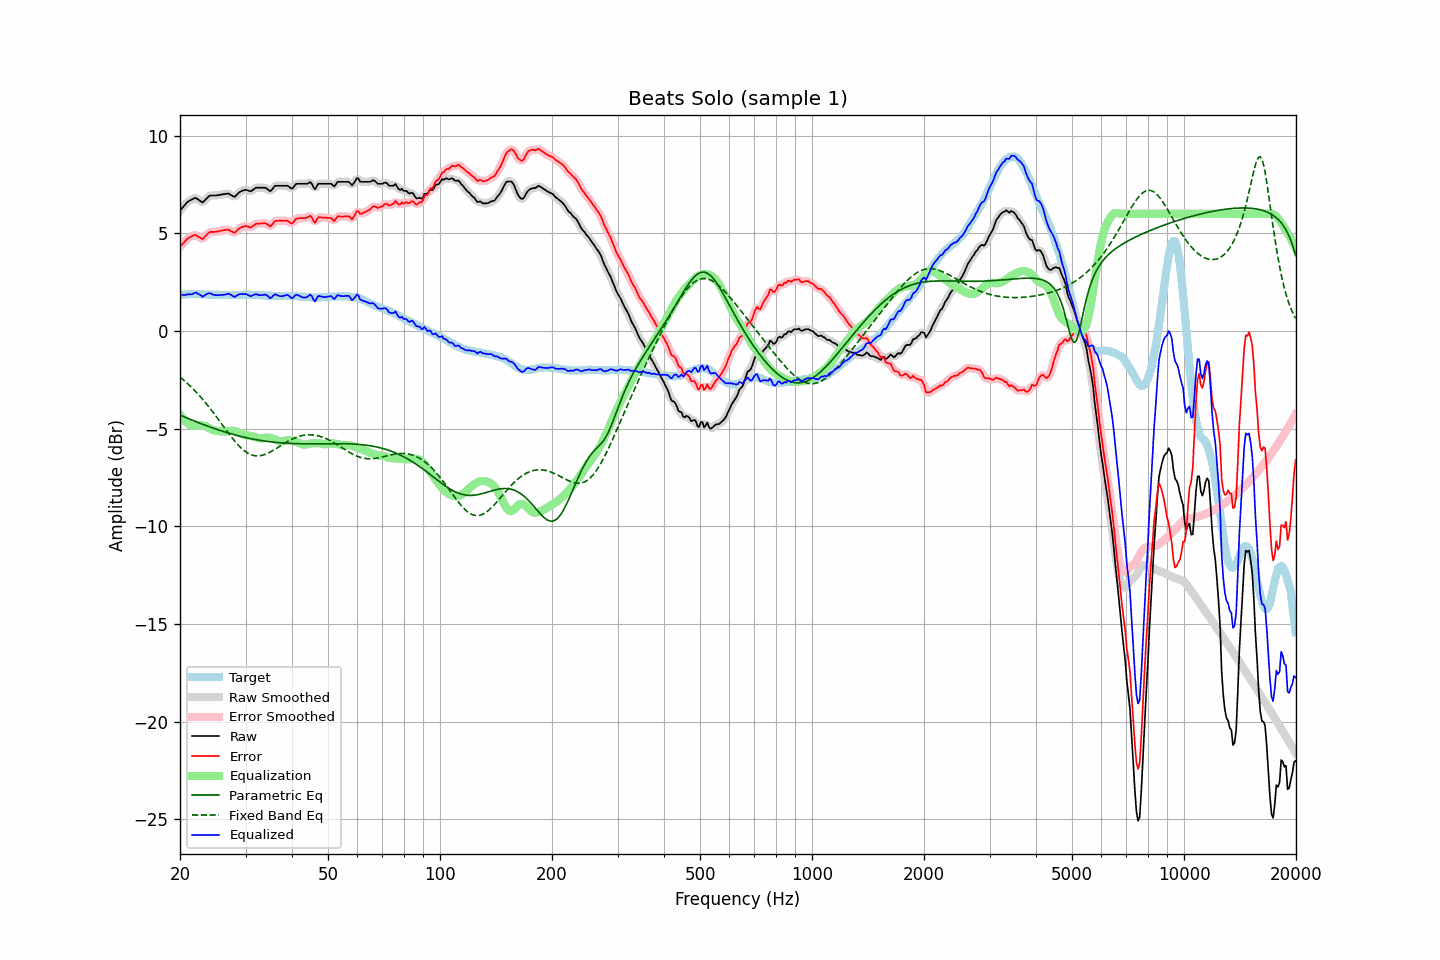 Beats Solo (sample 1)
10
5
0
−5
−10
−15
−20
−25
Amplitude (dBr)
Target
Raw Smoothed
Error Smoothed
Raw
Error
Equalization
Parametric Eq
Fixed Band Eq
Equalized
20 50 100 200 500 1000 2000 5000 10000 20000
Frequency (Hz)